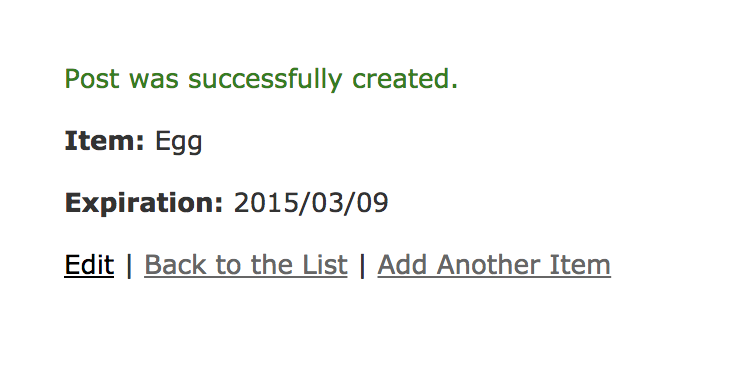 Post was successfully created.
Item: Egg
Expiration: 2015/03/09
Edit | Back to the List | Add Another Item